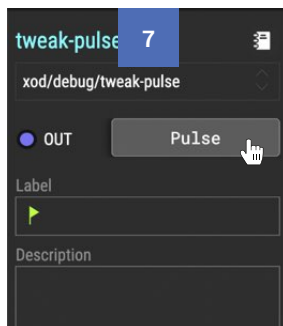 tweak-pulse
7
xod/debug/tweak-pulse
OUT
Pulse
Label
Description